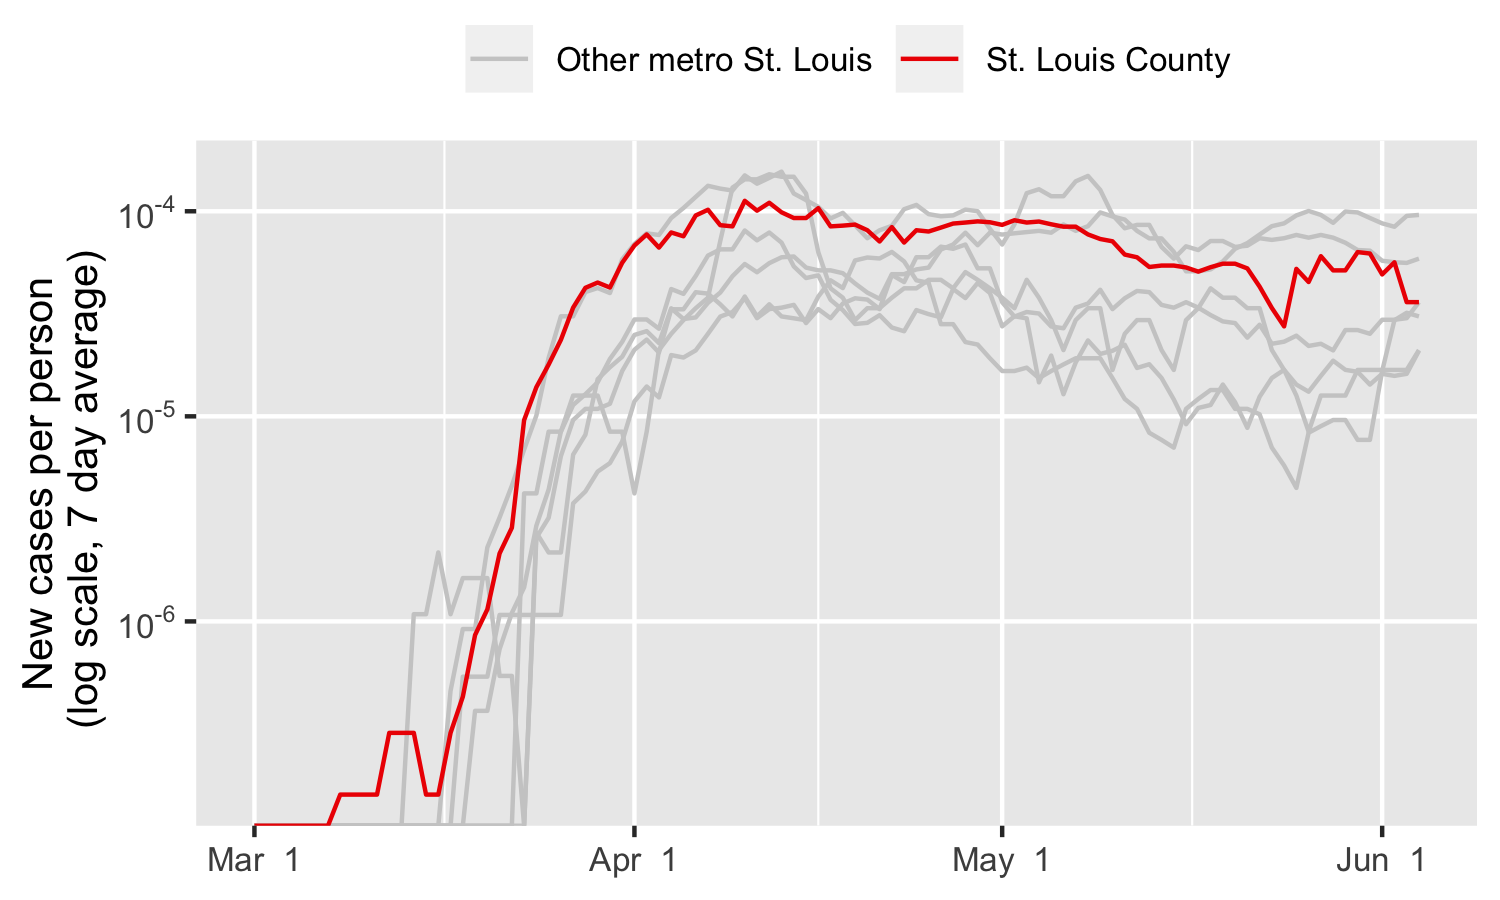 Other metro St. Louis St. Louis County
New cases per person
(log scale, 7 day average)
10-4
10-5
10-6
Mar 1 Apr 1 May 1 Jun 1